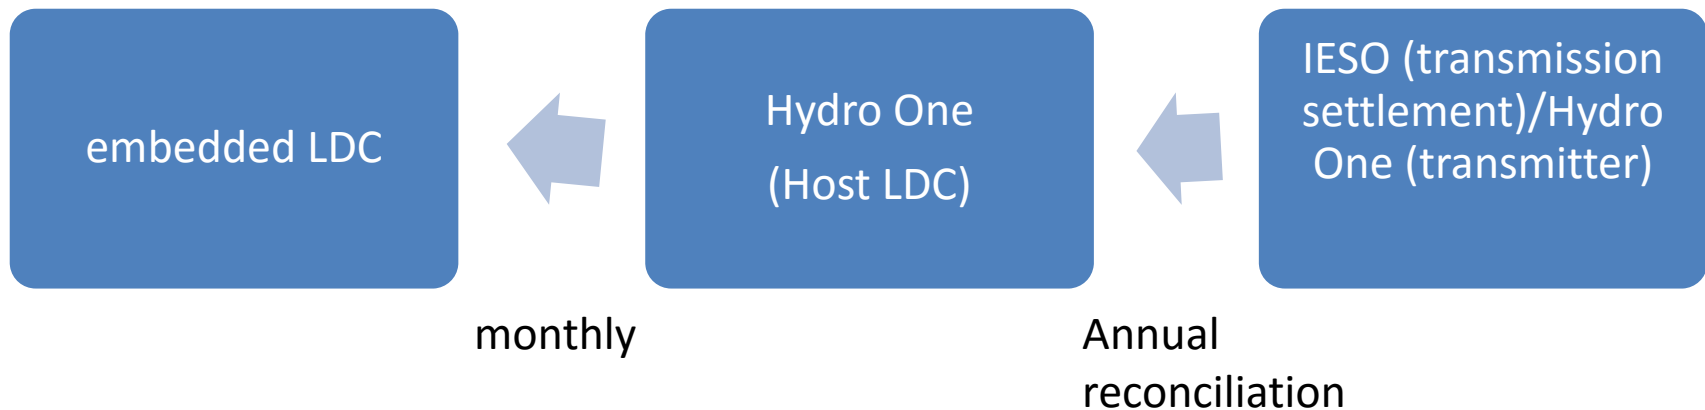 embedded LDC
Hydro One
(Host LDC)
IESO (transmission
settlement)/Hydro
One (transmitter)
monthly
Annual
reconciliation